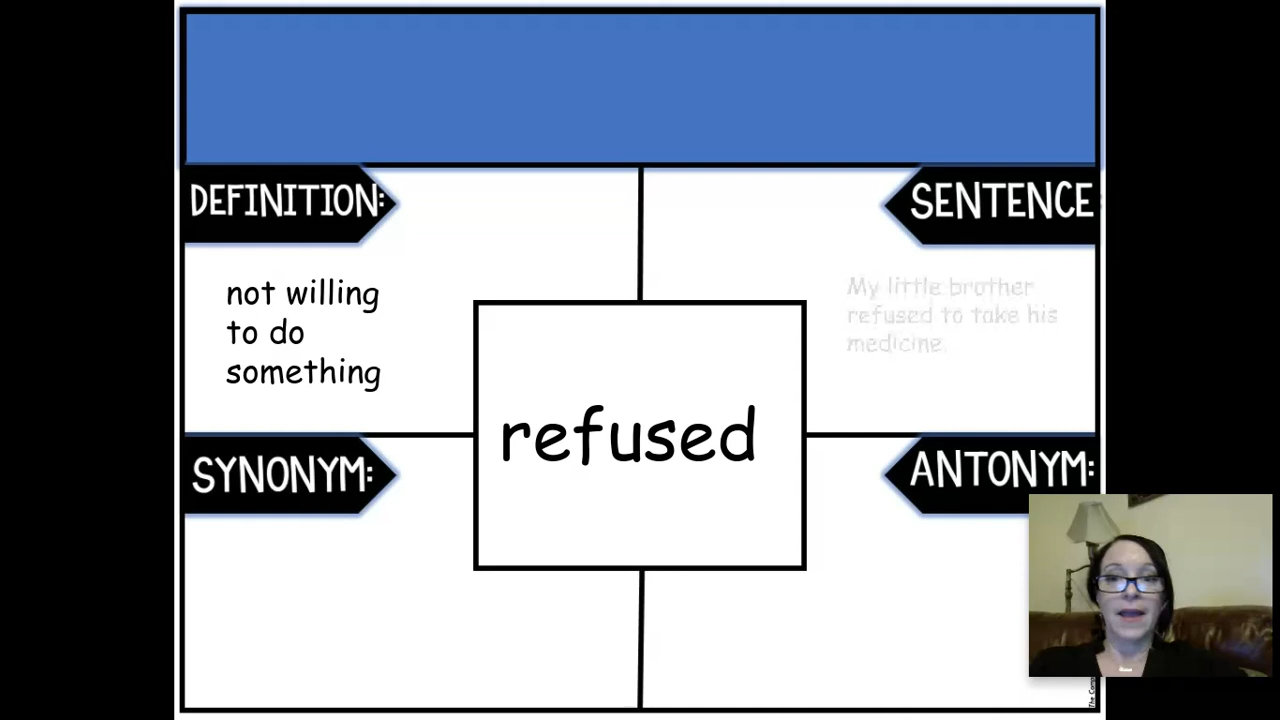 DEFINITION:
SENTENCE
not willing
to do
something
My little brother
refused to take his
medicine.
refused
SYNONYM:
ANTONYM: